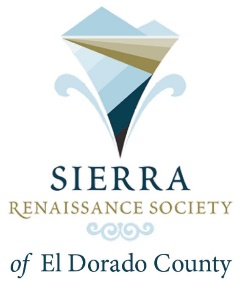 SIERRA
RENAISSANCE SOCIETY
of El Dorado County